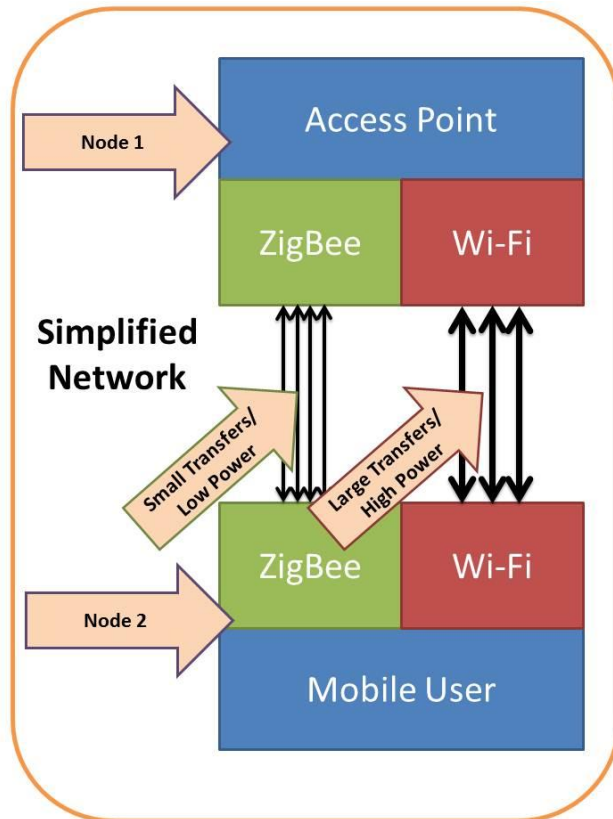 Access Point
Node 1
ZigBee
Wi-Fi
Simplified
Network
Small Transfers/
Low Power
Large Transfers/
High Power
ZigBee
Wi-Fi
Node 2
Mobile User